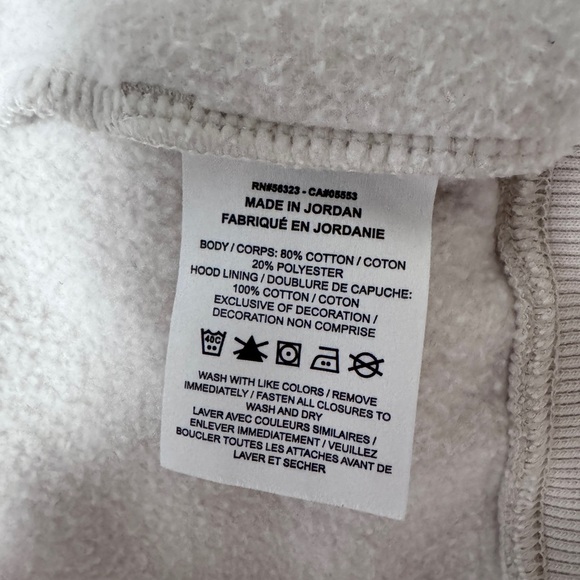 RN#56323 - CA#05553
MADE IN JORDAN
FABRIQUÉ EN JORDANIE
BODY / CORPS: 80% COTTON / COTON
20% POLYESTER
HOOD LINING / DOUBLURE DE CAPUCHE:
100% COTTON / COTON
EXCLUSIVE OF DECORATION /
DECORATION NON COMPRISE
40C
WASH WITH LIKE COLORS / REMOVE
IMMEDIATELY / FASTEN ALL CLOSURES TO
WASH AND DRY
LAVER AVEC COULEURS SIMILAIRES /
ENLEVER IMMEDIATEMENT / VEUILLEZ
BOUCLER TOUTES LES ATTACHES AVANT DE
LAVER ET SECHER